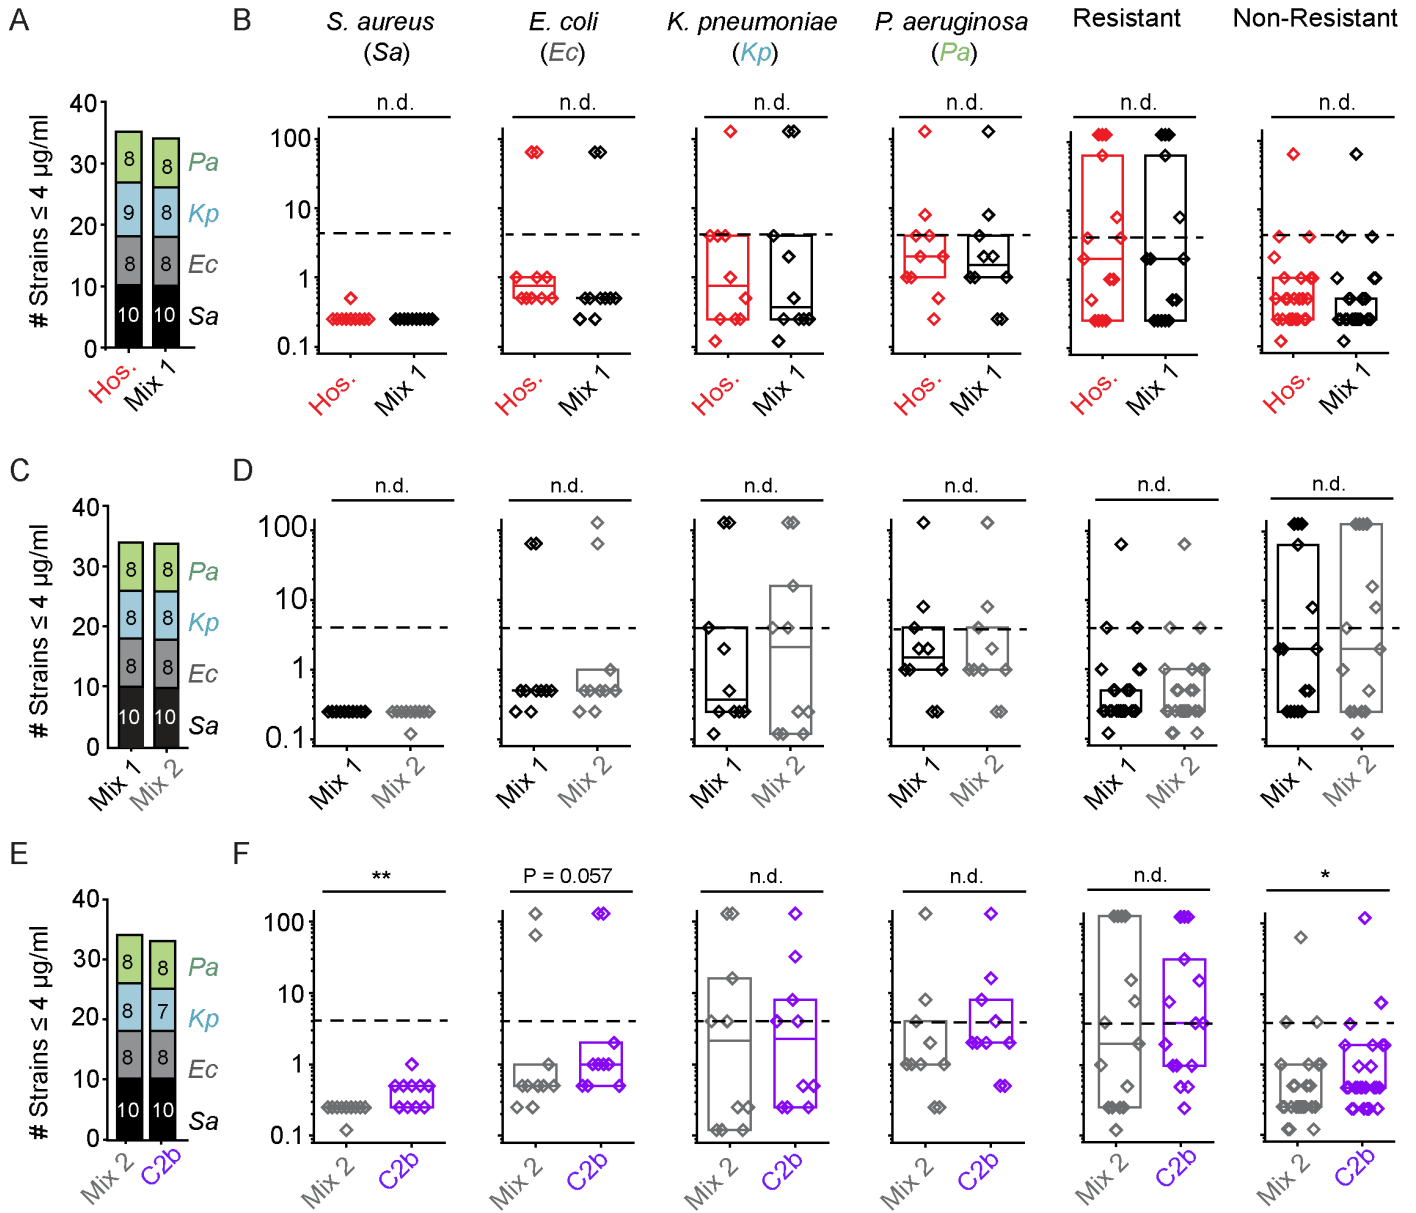 A
# Strains ≤ 4 µg/ml
40
30
20
10
0
8
8
Pa
9
8
Kp
8
8
Ec
10
10
Sa
Hos.
Mix 1
B
S. aureus
(Sa)
E. coli
(Ec)
K. pneumoniae
(Kp)
P. aeruginosa
(Pa)
Resistant
Non-Resistant
n.d.
n.d.
n.d.
n.d.
n.d.
n.d.
100
10
1
0.1
Hos.
Mix 1
Hos.
Mix 1
Hos.
Mix 1
Hos.
Mix 1
Hos.
Mix 1
Hos.
Mix 1
C
# Strains ≤ 4 µg/ml
40
30
20
10
0
8
8
Pa
8
8
Kp
8
8
Ec
10
10
Sa
Mix 1
Mix 2
D
n.d.
n.d.
n.d.
n.d.
n.d.
n.d.
100
10
1
0.1
Mix 1
Mix 2
Mix 1
Mix 2
Mix 1
Mix 2
Mix 1
Mix 2
Mix 1
Mix 2
Mix 1
Mix 2
E
# Strains ≤ 4 µg/ml
40
30
20
10
0
8
8
Pa
8
7
Kp
8
8
Ec
10
10
Sa
Mix 2
C2b
F
**
P = 0.057
n.d.
n.d.
n.d.
*
100
10
1
0.1
Mix 2
C2b
Mix 2
C2b
Mix 2
C2b
Mix 2
C2b
Mix 2
C2b
Mix 2
C2b